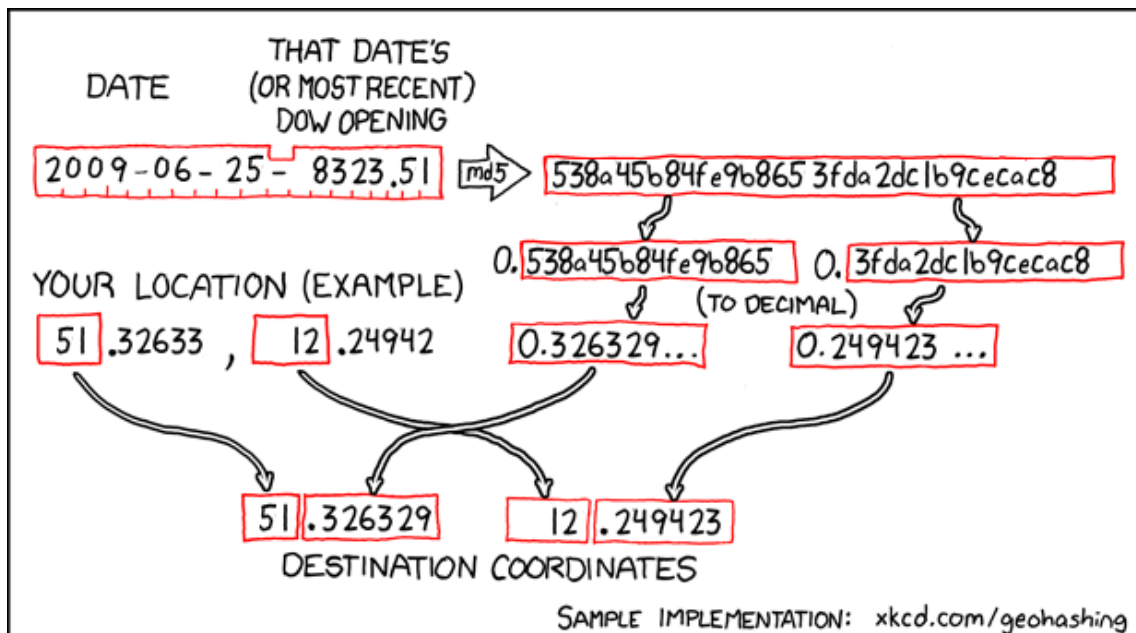 DATE
THAT DATE'S
(OR MOST RECENT)
DOW OPENING
2009-06-25-8323.51
md5
538a45b84fe9b8653fda2dc1b9cecac8
0.538a45b84fe9b865
0.3fda2dc1b9cecac8
(TO DECIMAL)
YOUR LOCATION (EXAMPLE)
51.32633, 12.24942
0.326329...
0.249423...
51.326329
12.249423
DESTINATION COORDINATES
SAMPLE IMPLEMENTATION: xkcd.com/geohashing